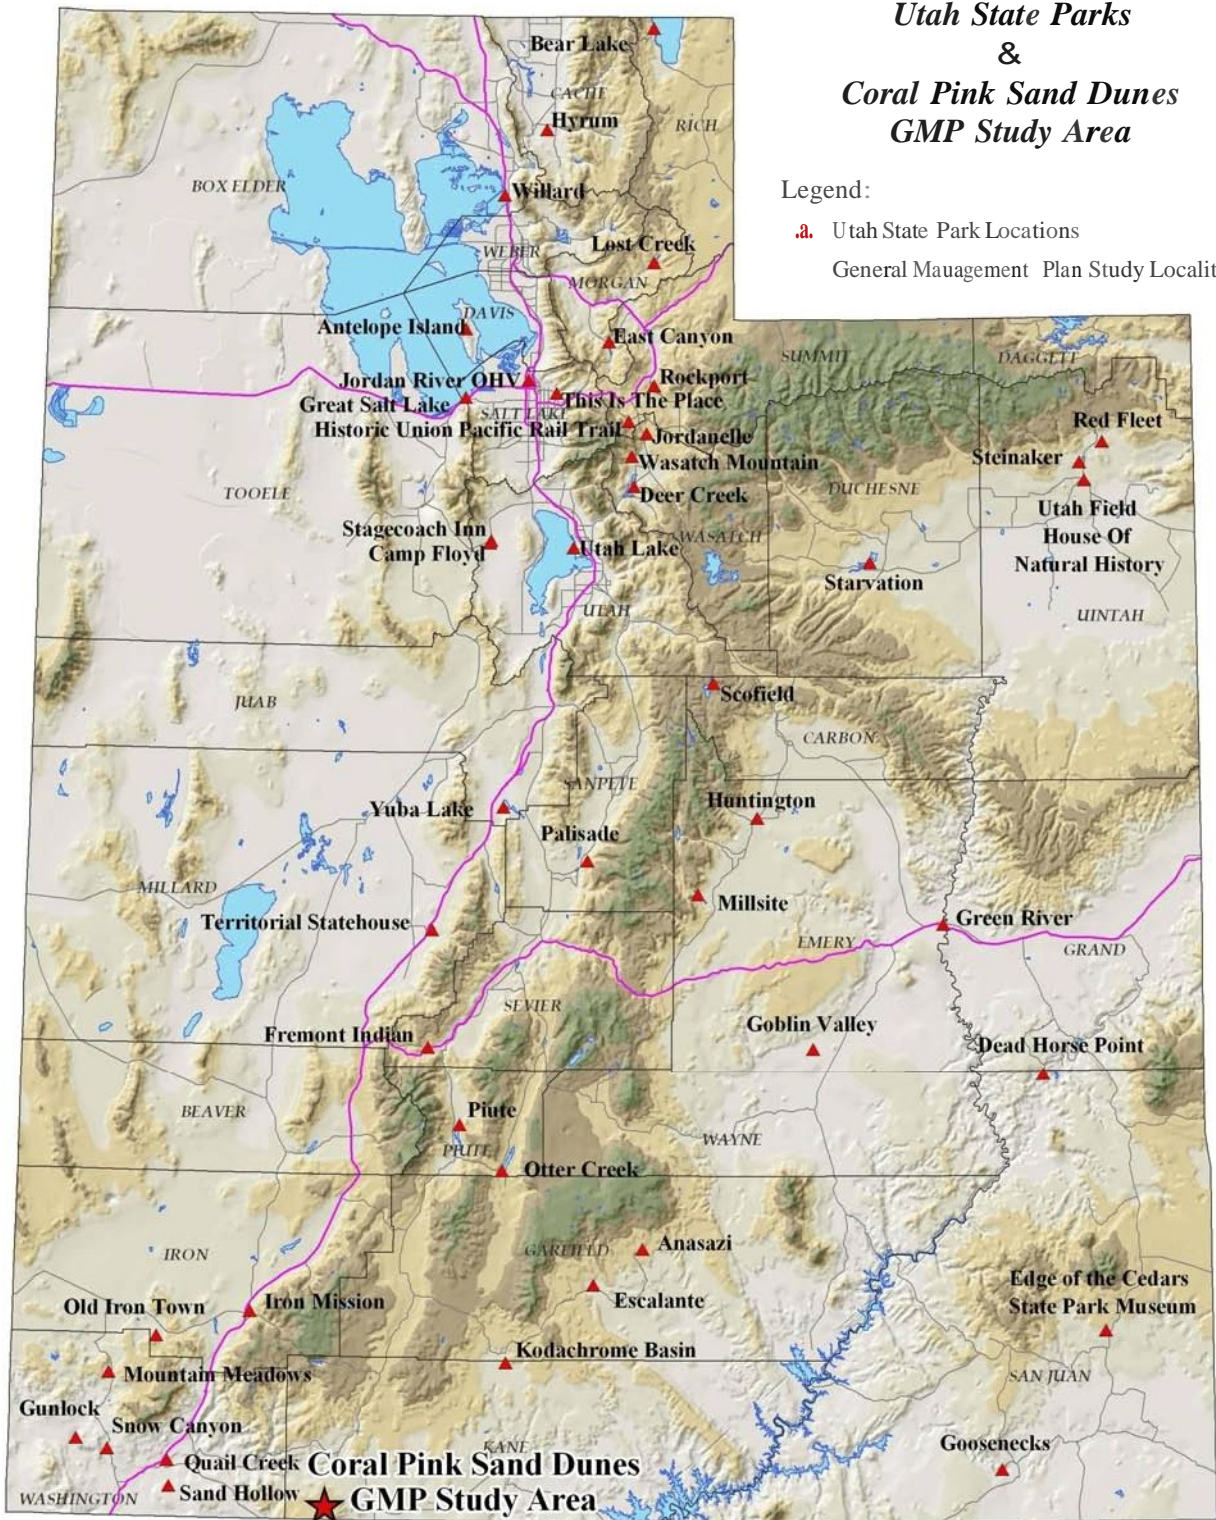 Utah State Parks
&
Coral Pink Sand Dunes
GMP Study Area
Legend:
.a. Utah State Park Locations
General Mauagement Plan Study Localit
Bear Lake
CACHE
Hyrum
RICH
BOX ELDER
Willard
WEBER
Lost Creek
MORGAN
DAVIS
Antelope Island
East Canyon
SUMMIT
DAGGETT
Jordan River OHV
Rockport
Great Salt Lake
This Is The Place
SALT LAKE
Historic Union Pacific Rail Trail
Jordanelle
Red Fleet
Wasatch Mountain
Steinaker
TOOELE
Deer Creek
DUCHESNE
Utah Field
House Of
Natural History
Stagecoach Inn
Camp Floyd
Utah Lake
WASATCH
Starvation
UTAH
UINTAH
JUAB
Scofield
CARBON
SANPETE
Yuba Lake
Huntington
Palisade
MILLARD
Millsite
Territorial Statehouse
Green River
EMERY
GRAND
SEVIER
Fremont Indian
Goblin Valley
Dead Horse Point
BEAVER
Piute
PIUTE
WAYNE
Otter Creek
IRON
GARFIELD
Anasazi
Escalante
Edge of the Cedars
State Park Museum
Old Iron Town
Iron Mission
Kodachrome Basin
Mountain Meadows
SAN JUAN
Gunlock
Snow Canyon
KANE
Goosenecks
Quail Creek
Coral Pink Sand Dunes
GMP Study Area
WASHINGTON
Sand Hollow